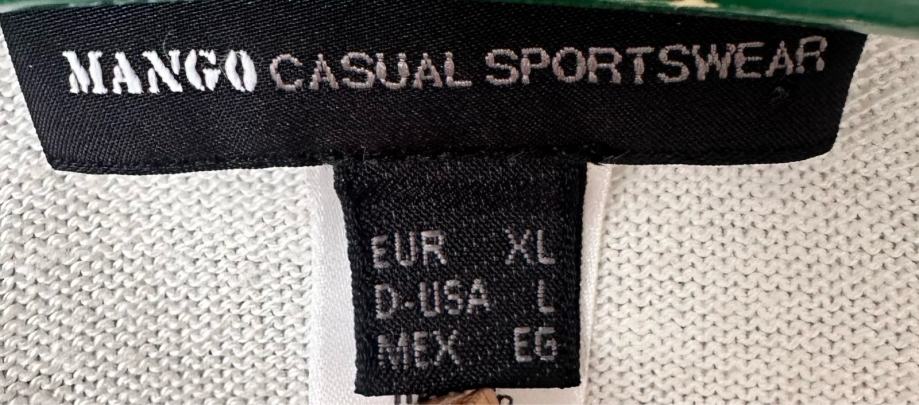 MANGO CASUAL SPORTSWEAR
EUR XL
D-USA L
MEX EG